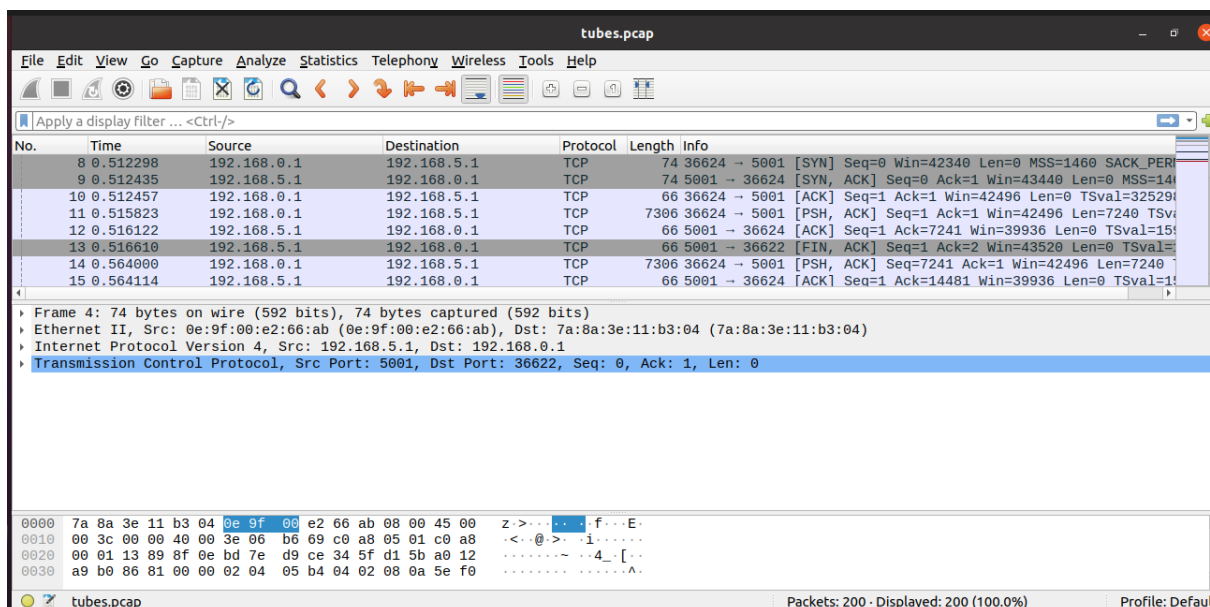 tubes.pcap
File Edit View Go Capture Analyze Statistics Telephony Wireless Tools Help
Apply a display filter … <Ctrl-/>
No. Time Source Destination Protocol Length Info
8 0.512298 192.168.0.1 192.168.5.1 TCP 74 36624 → 5001 [SYN] Seq=0 Win=42340 Len=0 MSS=1460 SACK_PER
9 0.512435 192.168.5.1 192.168.0.1 TCP 74 5001 → 36624 [SYN, ACK] Seq=0 Ack=1 Win=43440 Len=0 MSS=14
10 0.512457 192.168.0.1 192.168.5.1 TCP 66 36624 → 5001 [ACK] Seq=1 Ack=1 Win=42496 Len=0 TSval=32529
11 0.515823 192.168.0.1 192.168.5.1 TCP 7306 36624 → 5001 [PSH, ACK] Seq=1 Ack=1 Win=42496 Len=7240 TSv
12 0.516122 192.168.5.1 192.168.0.1 TCP 66 5001 → 36624 [ACK] Seq=1 Ack=7241 Win=39936 Len=0 TSval=15
13 0.516610 192.168.5.1 192.168.0.1 TCP 66 5001 → 36622 [FIN, ACK] Seq=1 Ack=2 Win=43520 Len=0 TSval=
14 0.564000 192.168.0.1 192.168.5.1 TCP 7306 36624 → 5001 [PSH, ACK] Seq=7241 Ack=1 Win=42496 Len=7240
15 0.564114 192.168.5.1 192.168.0.1 TCP 66 5001 → 36624 [ACK] Seq=1 Ack=14481 Win=39936 Len=0 TSval=1
Frame 4: 74 bytes on wire (592 bits), 74 bytes captured (592 bits)
Ethernet II, Src: 0e:9f:00:e2:66:ab (0e:9f:00:e2:66:ab), Dst: 7a:8a:3e:11:b3:04 (7a:8a:3e:11:b3:04)
Internet Protocol Version 4, Src: 192.168.5.1, Dst: 192.168.0.1
Transmission Control Protocol, Src Port: 5001, Dst Port: 36622, Seq: 0, Ack: 1, Len: 0
0000 7a 8a 3e 11 b3 04 0e 9f 00 e2 66 ab 08 00 45 00 z·>····· ··f···E·
0010 00 3c 00 00 40 00 3e 06 b6 69 c0 a8 05 01 c0 a8 ·<··@·>· ·i······
0020 00 01 13 89 8f 0e bd 7e d9 ce 34 5f d1 5b a0 12 ·······~ ··4_·[··
0030 a9 b0 86 81 00 00 02 04 05 b4 04 02 08 0a 5e f0 ········ ······^·
tubes.pcap Packets: 200 · Displayed: 200 (100.0%) Profile: Defau